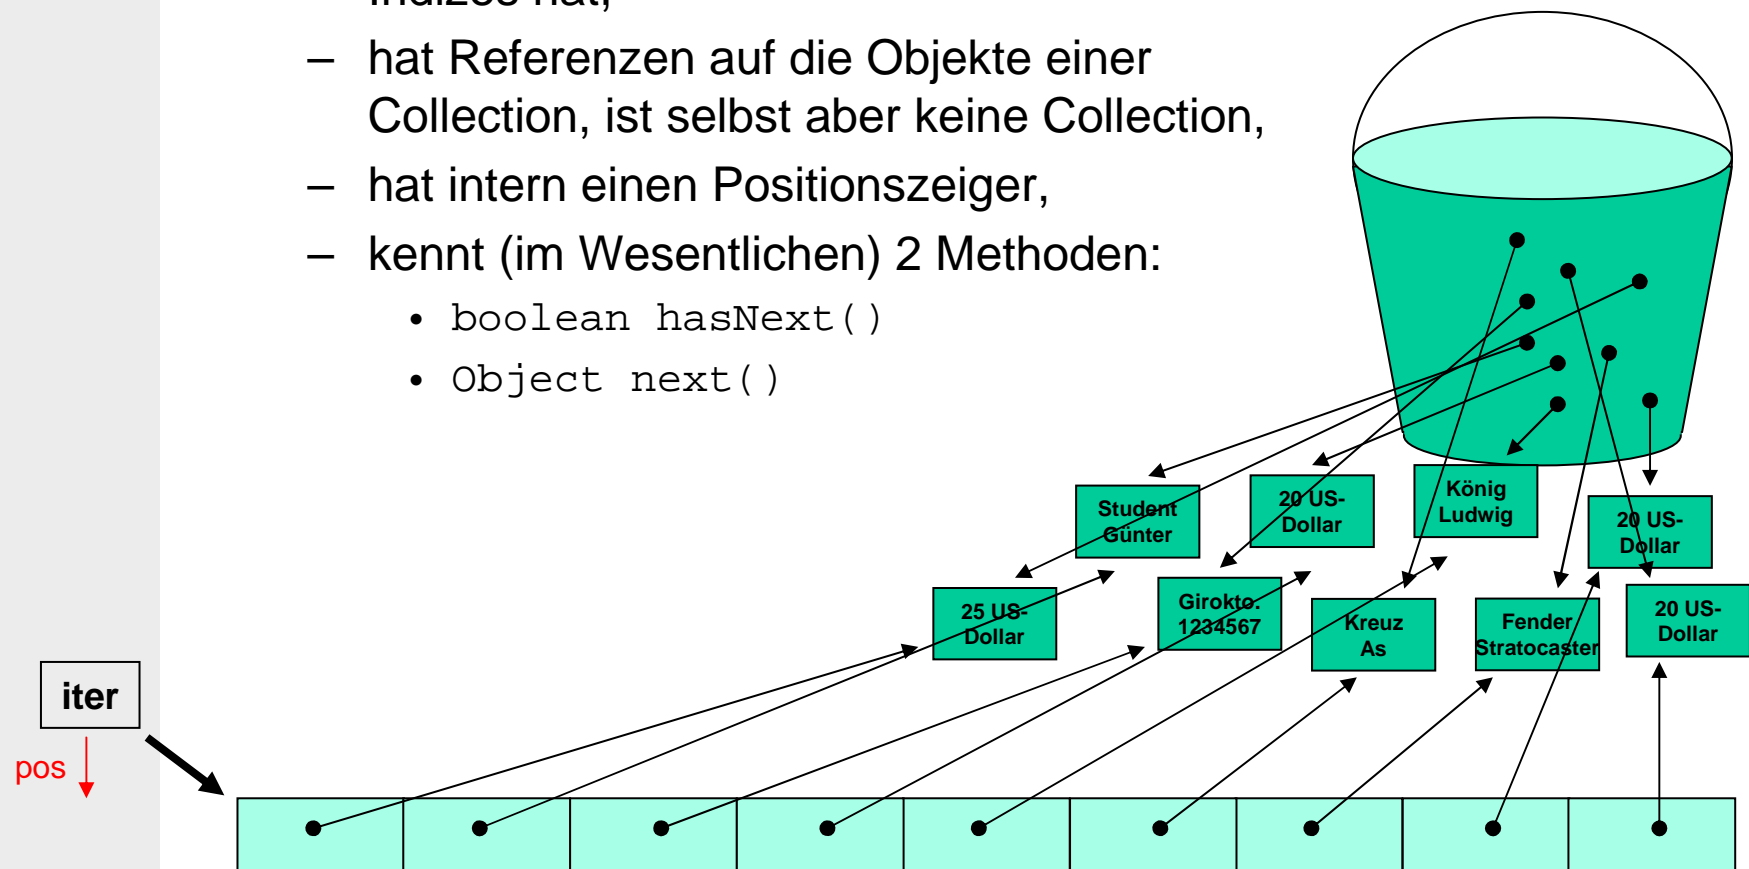 Indizes hat,
– hat Referenzen auf die Objekte einer
Collection, ist selbst aber keine Collection,
– hat intern einen Positionszeiger,
– kennt (im Wesentlichen) 2 Methoden:
• boolean hasNext()
• Object next()
Student
Günter
20 US-
Dollar
König
Ludwig
20 US-
Dollar
25 US-
Dollar
Girokto.
1234567
Kreuz
As
Fender
Stratocaster
20 US-
Dollar
iter
pos